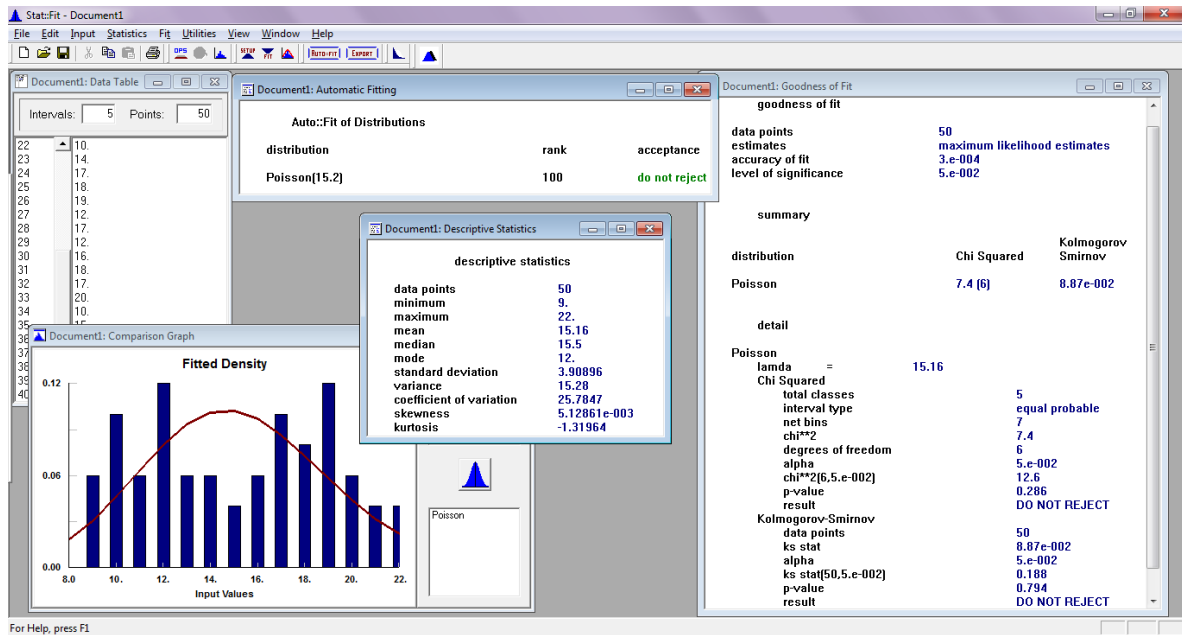 Stat::Fit - Document1
File Edit Input Statistics Fit Utilities View Window Help
DPS SETUP FIT AUTO-FIT EXPORT
Document1: Data Table
Intervals: 5 Points: 50
22 10.
23 14.
24 17.
25 18.
26 19.
27 12.
28 17.
29 12.
30 16.
31 18.
32 17.
33 20.
34 10.
35
36
37
38
39
40
Document1: Automatic Fitting
Auto::Fit of Distributions
distribution rank acceptance
Poisson(15.2) 100 do not reject
Document1: Descriptive Statistics
descriptive statistics
data points 50
minimum 9.
maximum 22.
mean 15.16
median 15.5
mode 12.
standard deviation 3.90896
variance 15.28
coefficient of variation 25.7847
skewness 5.12861e-003
kurtosis -1.31964
Document1: Comparison Graph
Fitted Density
0.12
0.06
0.00
8.0 10. 12. 14. 16. 18. 20. 22.
Input Values
Poisson
Document1: Goodness of Fit
goodness of fit
data points 50
estimates maximum likelihood estimates
accuracy of fit 3.e-004
level of significance 5.e-002
summary
distribution Chi Squared Kolmogorov Smirnov
Poisson 7.4 (6) 8.87e-002
detail
Poisson
lamda = 15.16
Chi Squared
total classes 5
interval type equal probable
net bins 7
chi**2 7.4
degrees of freedom 6
alpha 5.e-002
chi**2(6,5.e-002) 12.6
p-value 0.286
result DO NOT REJECT
Kolmogorov-Smirnov
data points 50
ks stat 8.87e-002
alpha 5.e-002
ks stat(50,5.e-002) 0.188
p-value 0.794
result DO NOT REJECT
For Help, press F1